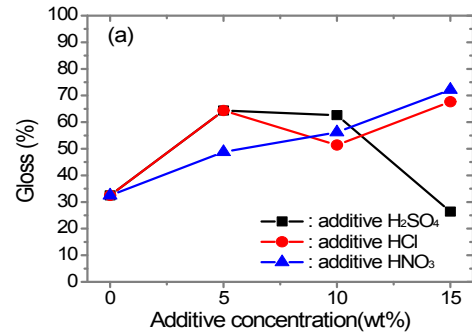 (a)
100
90
80
70
60
50
40
30
20
10
0
Gloss (%)
: additive H₂SO₄
: additive HCl
: additive HNO₃
0 5 10 15
Additive concentration(wt%)